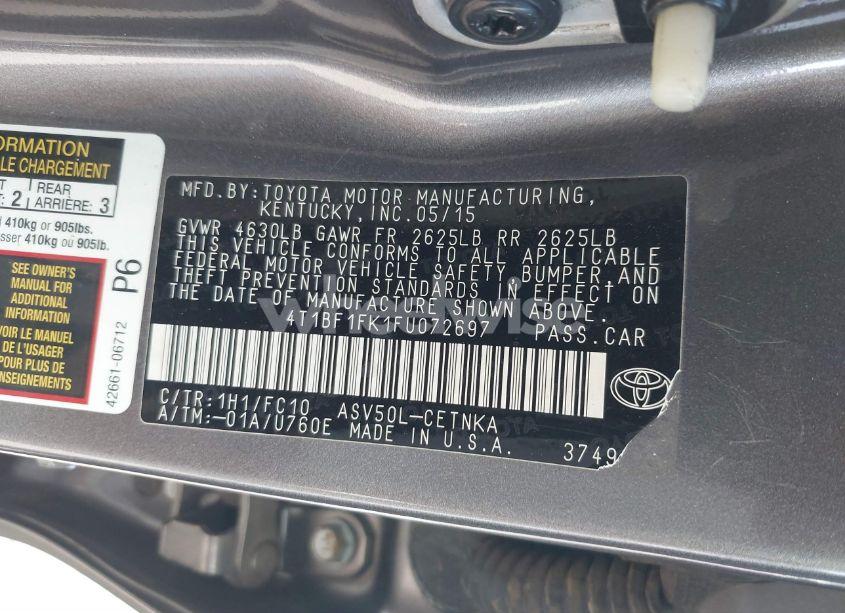 ORMATION
LE CHARGEMENT
2
REAR
ARRIÈRE: 3
410kg or 905lbs.
sser 410kg ou 905lb.
SEE OWNER'S
MANUAL FOR
ADDITIONAL
INFORMATION
VOIR LE MANUEL
DE L'USAGER
POUR PLUS DE
RENSEIGNEMENTS
P6
42661-06712
MFD.BY:TOYOTA MOTOR MANUFACTURING,
KENTUCKY,INC.05/15
GVWR 4630LB GAWR FR 2625LB RR 2625LB
THIS VEHICLE CONFORMS TO ALL APPLICABLE
FEDERAL MOTOR VEHICLE SAFETY, BUMPER,AND
THEFT PREVENTION STANDARDS IN EFFECT ON
THE DATE OF MANUFACTURE SHOWN ABOVE.
4T1BF1FK1FU072697 PASS.CAR
C/TR:1H1/FC10 ASV50L-CETNKA
A/TM:-01A/U760E MADE IN U.S.A.
3749